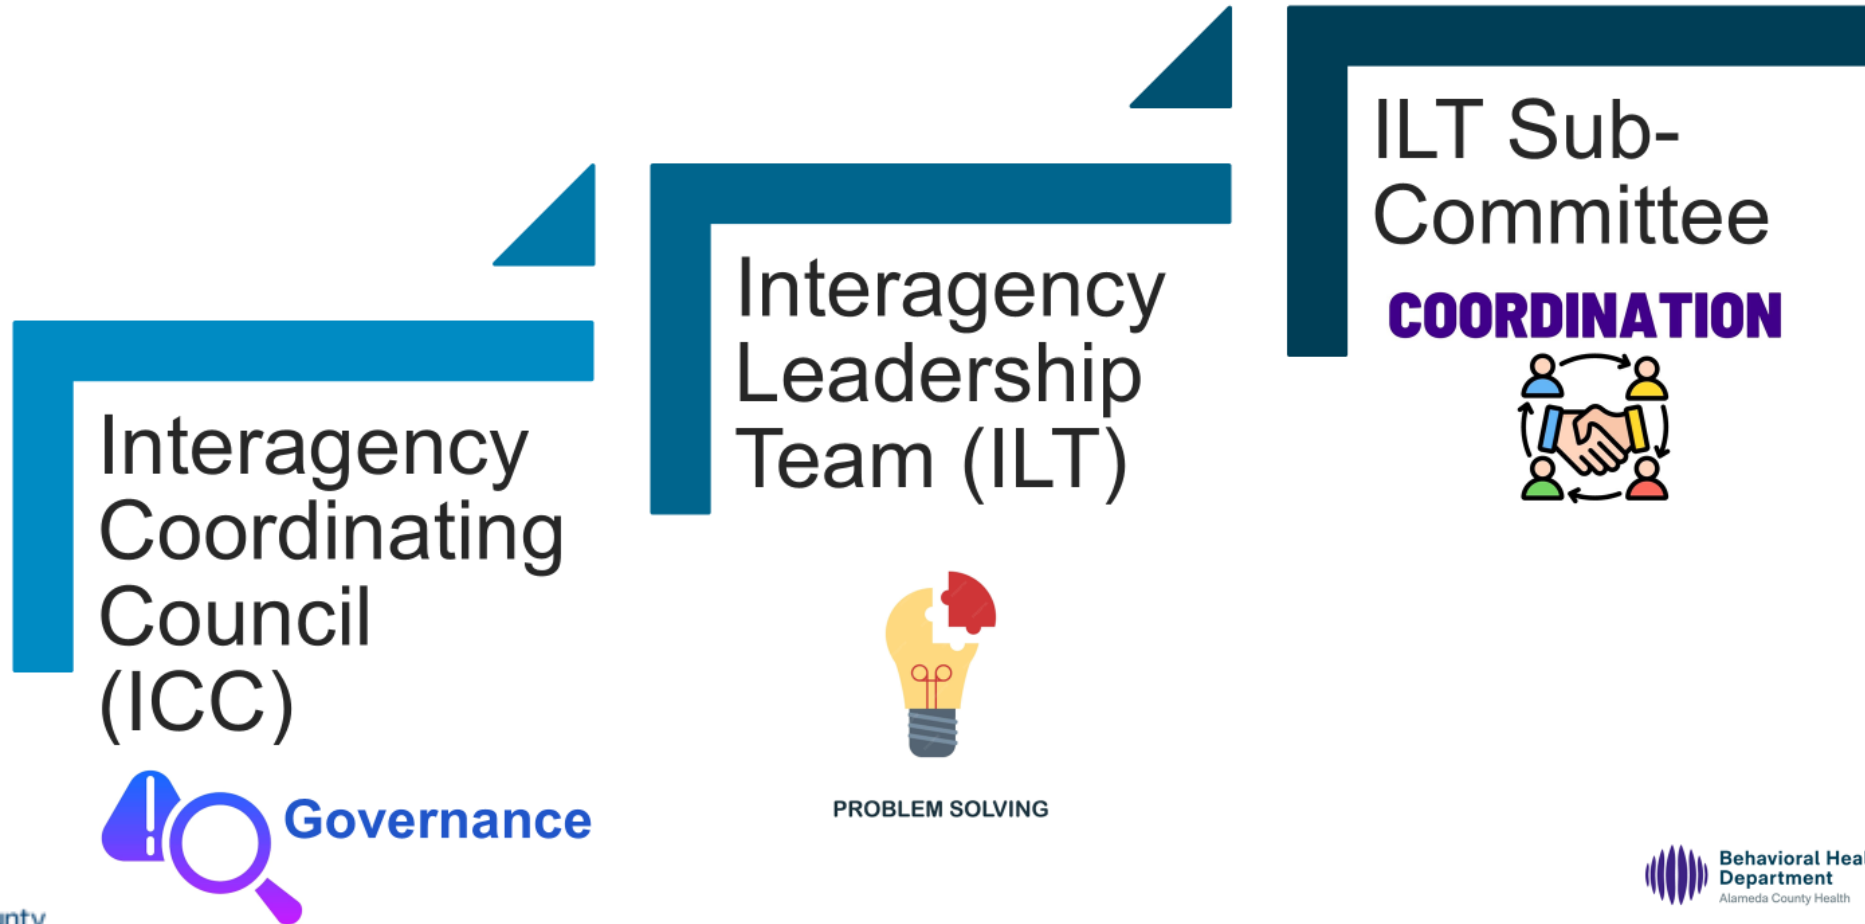 Interagency
Coordinating
Council
(ICC)
Governance
Interagency
Leadership
Team (ILT)
PROBLEM SOLVING
ILT Sub-
Committee
COORDINATION
Behavioral
Department
Alameda County Health